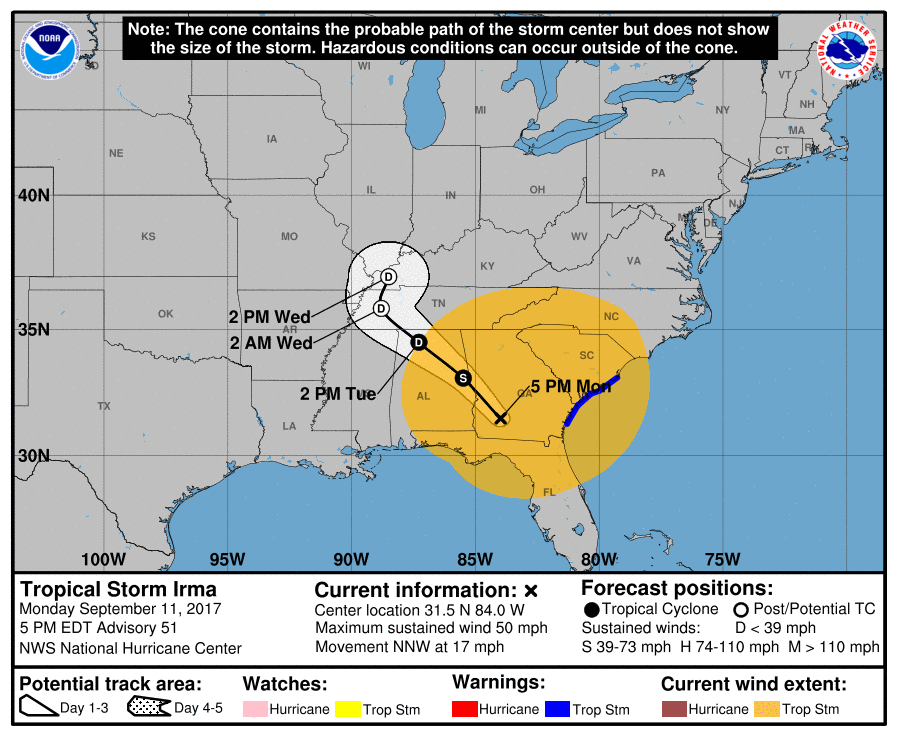 Note: The cone contains the probable path of the storm center but does not show
the size of the storm. Hazardous conditions can occur outside of the cone.
NOAA
NATIONAL WEATHER SERVICE
WI
VT
NH
MI
NY
MA
IA
NE
CT
PA
40N
IL
IN
OH
NJ
DE
KS
MO
WV
VA
KY
TN
OK
AR
2 PM Wed
NC
35N
2 AM Wed
SC
2 PM Tue
5 PM Mon
AL
GA
TX
LA
30N
FL
D
D
D
S
100W
95W
90W
85W
80W
75W
Tropical Storm Irma
Monday September 11, 2017
5 PM EDT Advisory 51
NWS National Hurricane Center
Current information: ×
Center location 31.5 N 84.0 W
Maximum sustained wind 50 mph
Movement NNW at 17 mph
Forecast positions:
Tropical Cyclone Post/Potential TC
Sustained winds: D < 39 mph
S 39-73 mph H 74-110 mph M > 110 mph
Potential track area:
Day 1-3 Day 4-5
Watches:
Hurricane Trop Stm
Warnings:
Hurricane Trop Stm
Current wind extent:
Hurricane Trop Stm